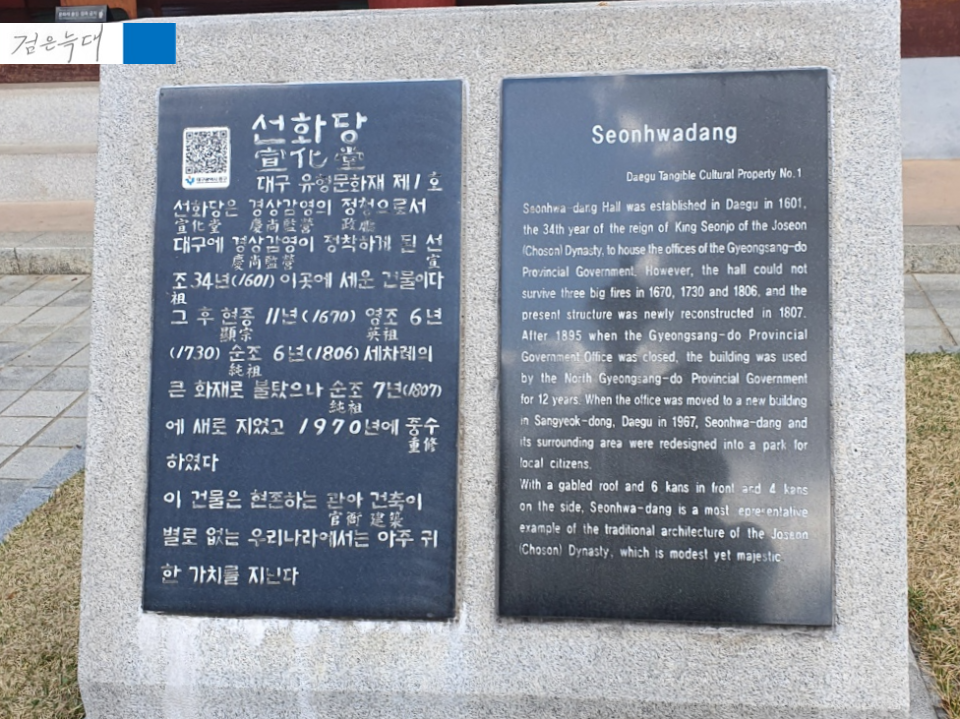 검은늑대
선화당
宣化堂
대구 유형문화재 제1호
선화당은 경상감영의 정청으로서
宣化堂 慶尙監營 政廳
대구에 경상감영이 정착하게 된 선
慶尙監營 宣
조 34년(1601) 이곳에 세운 건물이다
祖
그 후 현종 11년(1670) 영조 6년
顯宗 英祖
(1730) 순조 6년(1806) 세차례의
純祖
큰 화재로 불탔으나 순조 7년(1807)
純祖
에 새로 지었고 1970년에 중수
重修
하였다
이 건물은 현존하는 관아 건축이
官衙 建築
별로 없는 우리나라에서는 아주 귀
한 가치를 지닌다
Seonhwadang
Daegu Tangible Cultural Property No.1
Seonhwa-dang Hall was established in Daegu in 1601,
the 34th year of the reign of King Seonjo of the Joseon
(Choson) Dynasty, to house the offices of the Gyeongsang-do
Provincial Government. However, the hall could not
survive three big fires in 1670, 1730 and 1806, and the
present structure was newly reconstructed in 1807.
After 1895 when the Gyeongsang-do Provincial
Government Office was closed, the building was used
by the North Gyeongsang-do Provincial Government
for 12 years. When the office was moved to a new building
in Sangyeok-dong, Daegu in 1967, Seonhwa-dang and
its surrounding area were redesigned into a park for
local citizens.
With a gabled roof and 6 kans in front and 4 kans
on the side, Seonhwa-dang is a most epresentative
example of the traditional architecture of the Joseon
(Choson) Dynasty, which is modest yet majestic